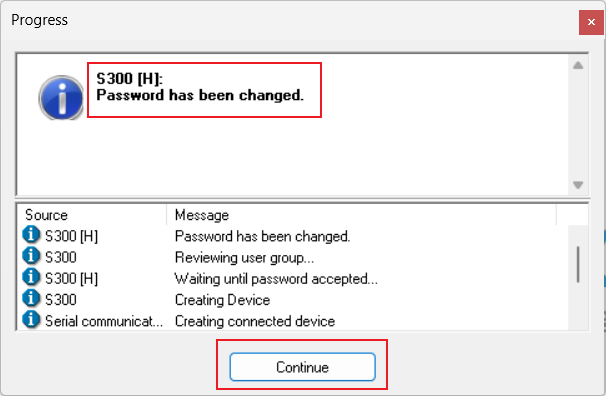 Progress
S300 [H]:
Password has been changed.
Source Message
S300 [H] Password has been changed.
S300 Reviewing user group...
S300 [H] Waiting until password accepted...
S300 Creating Device
Serial communicat... Creating connected device
Continue